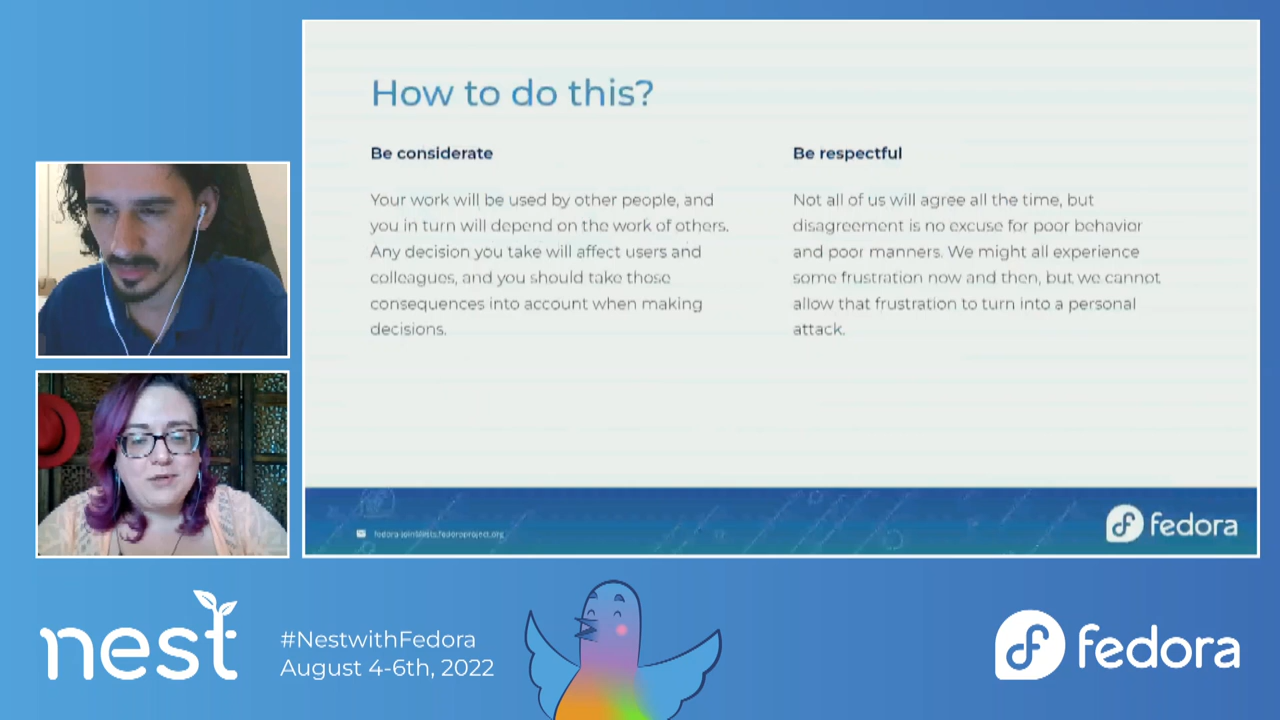 How to do this?
Be considerate
Your work will be used by other people, and
you in turn will depend on the work of others.
Any decision you take will affect users and
colleagues, and you should take those
consequences into account when making
decisions.
Be respectful
Not all of us will agree all the time, but
disagreement is no excuse for poor behavior
and poor manners. We might all experience
some frustration now and then, but we cannot
allow that frustration to turn into a personal
attack.
fedora-join@lists.fedoraproject.org
fedora
nest
#NestwithFedora
August 4-6th, 2022
fedora